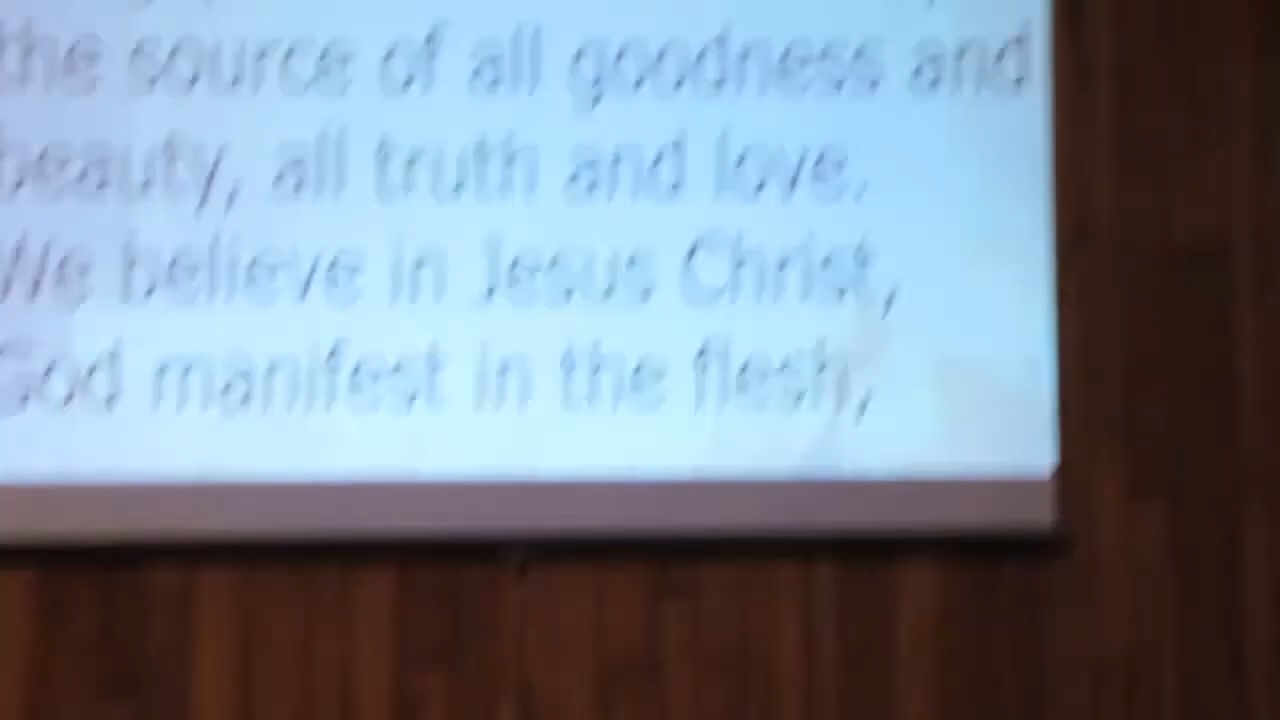 the source of all goodness and
beauty, all truth and love.
We believe in Jesus Christ,
God manifest in the flesh,